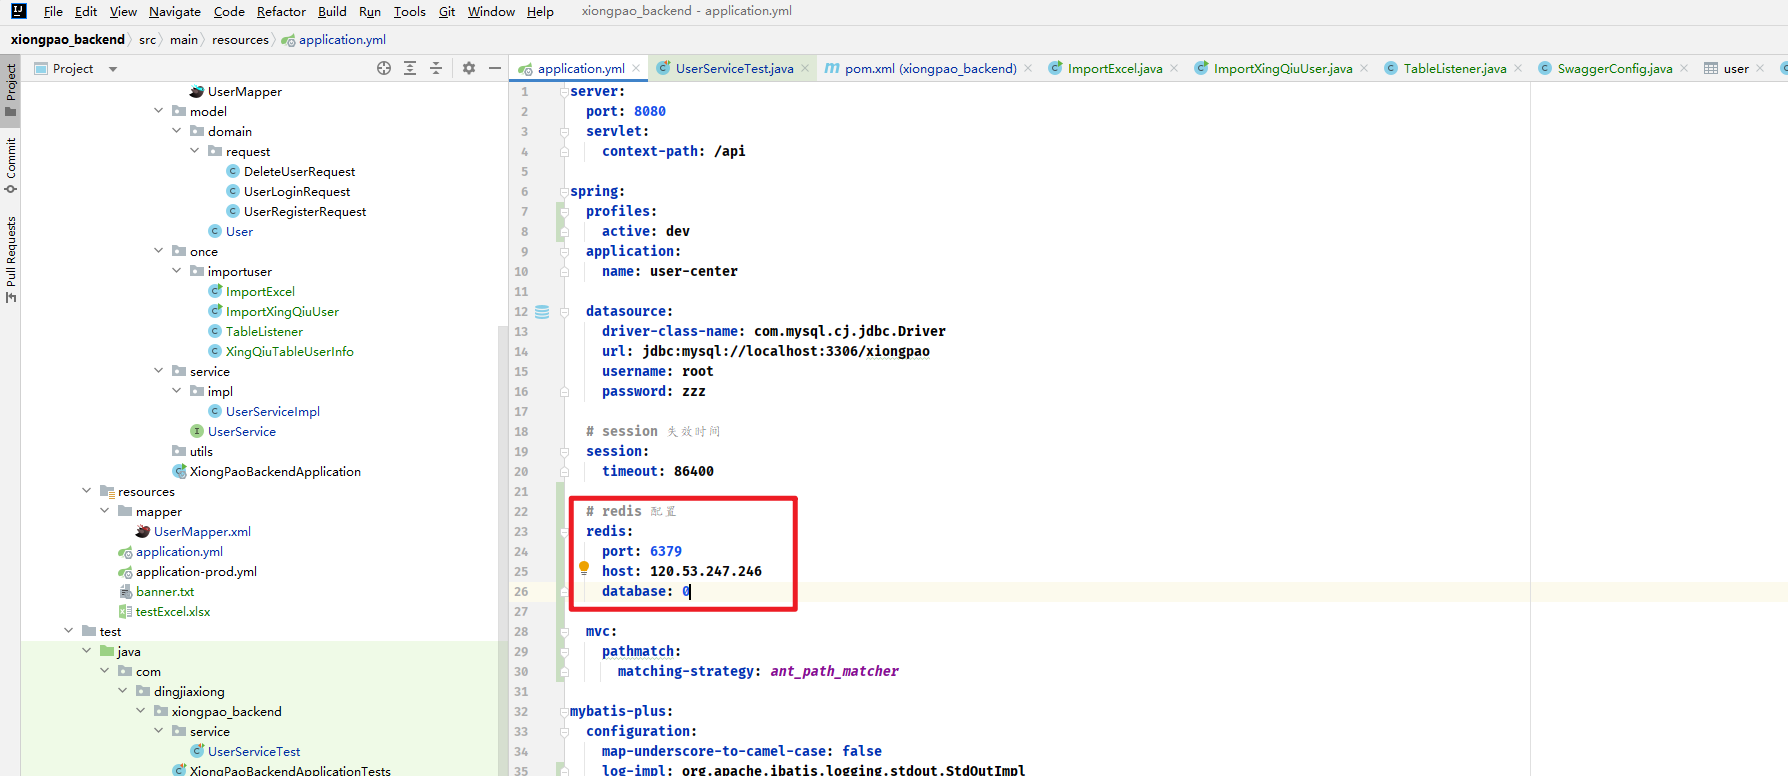 File Edit View Navigate Code Refactor Build Run Tools Git Window Help xiongpao_backend - application.yml
xiongpao_backend src main resources application.yml
Project
Commit
Pull Requests
Project
UserMapper
model
domain
request
DeleteUserRequest
UserLoginRequest
UserRegisterRequest
User
once
importuser
ImportExcel
ImportXingQiuUser
TableListener
XingQiuTableUserInfo
service
impl
UserServiceImpl
UserService
utils
XiongPaoBackendApplication
resources
mapper
UserMapper.xml
application.yml
application-prod.yml
banner.txt
testExcel.xlsx
test
java
com
dingjiaxiong
xiongpao_backend
service
UserServiceTest
XiongPaoBackendApplicationTests
application.yml UserServiceTest.java pom.xml (xiongpao_backend) ImportExcel.java ImportXingQiuUser.java TableListener.java SwaggerConfig.java user
1 server:
2 port: 8080
3 servlet:
4 context-path: /api
5
6 spring:
7 profiles:
8 active: dev
9 application:
10 name: user-center
11
12 datasource:
13 driver-class-name: com.mysql.cj.jdbc.Driver
14 url: jdbc:mysql://localhost:3306/xiongpao
15 username: root
16 password: zzz
17
18 # session 失效时间
19 session:
20 timeout: 86400
21
22 # redis 配置
23 redis:
24 port: 6379
25 host: 120.53.247.246
26 database: 0
27
28 mvc:
29 pathmatch:
30 matching-strategy: ant_path_matcher
31
32 mybatis-plus:
33 configuration:
34 map-underscore-to-camel-case: false
35 log-impl: org.apache.ibatis.logging.stdout.StdOutImpl